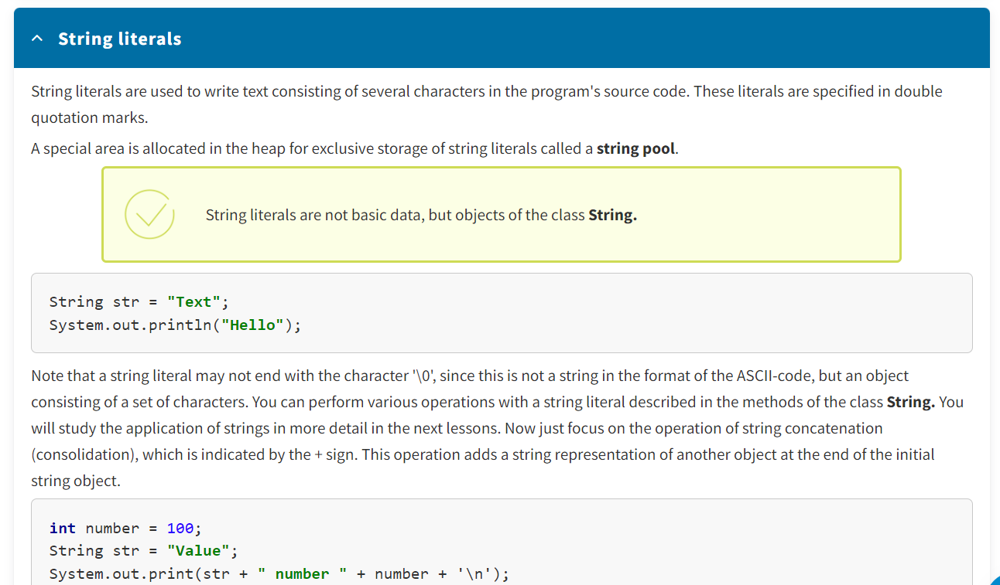 String literals
String literals are used to write text consisting of several characters in the program's source code. These literals are specified in double
quotation marks.
A special area is allocated in the heap for exclusive storage of string literals called a string pool.
String literals are not basic data, but objects of the class String.
String str = "Text";
System.out.println("Hello");
Note that a string literal may not end with the character '\0', since this is not a string in the format of the ASCII-code, but an object
consisting of a set of characters. You can perform various operations with a string literal described in the methods of the class String. You
will study the application of strings in more detail in the next lessons. Now just focus on the operation of string concatenation
(consolidation), which is indicated by the + sign. This operation adds a string representation of another object at the end of the initial
string object.
int number = 100;
String str = "Value";
System.out.print(str + " number " + number + '\n');